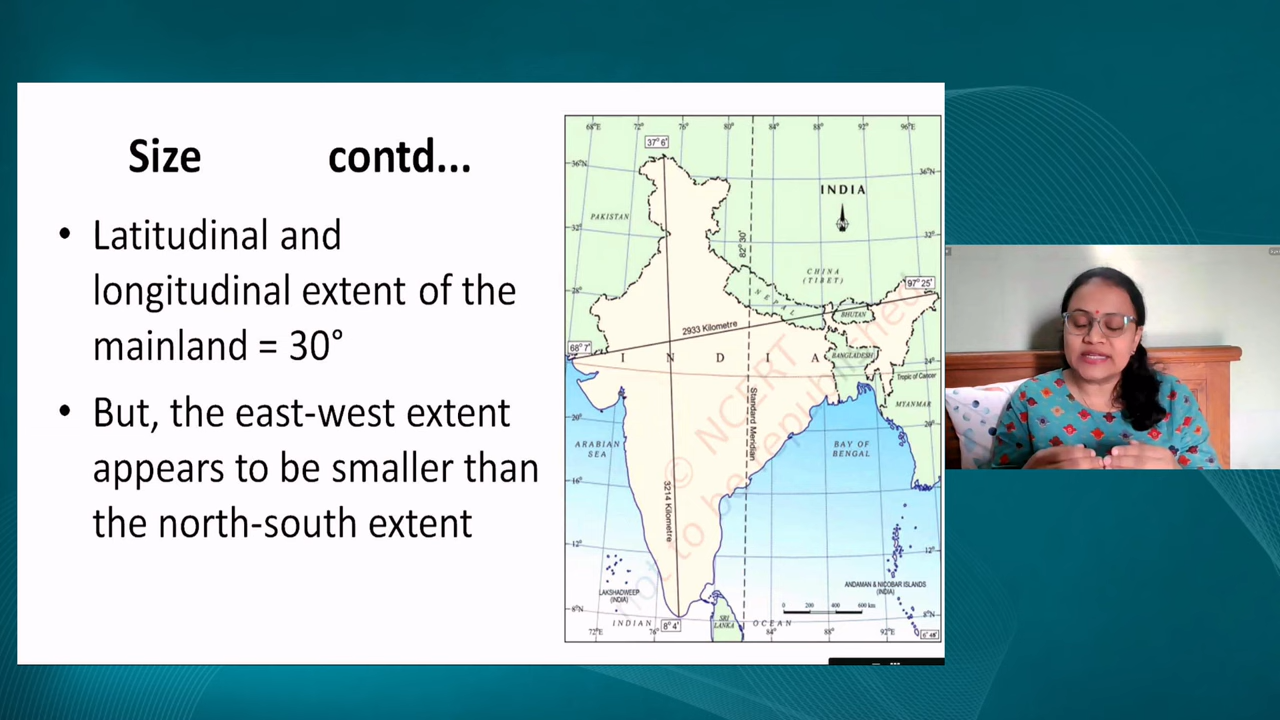 Size contd...
• Latitudinal and
longitudinal extent of the
mainland = 30°
• But, the east-west extent
appears to be smaller than
the north-south extent
68°E 72° 76° 80° 84° 88° 92° 96°E
37° 6'
36°N 36°N
INDIA
PAKISTAN
32° 32°
82° 30'
CHINA
(TIBET)
NEPAL
97° 25'
28°
BHUTAN
2933 Kilometre
68° 7'
I N D I A
BANGLADESH
24°
Tropic of Cancer
MYANMAR
Standard Meridian
20° 20°
ARABIAN
SEA
BAY OF
BENGAL
© NCERT
not to be republished
16°
3214 Kilometre
12° 12°
LAKSHADWEEP
(INDIA)
ANDAMAN & NICOBAR ISLANDS
(INDIA)
0 200 400 600 km
8°N 8°N
SRI
LANKA
INDIAN OCEAN
8° 4'
72°E 76° 84° 88° 92°E